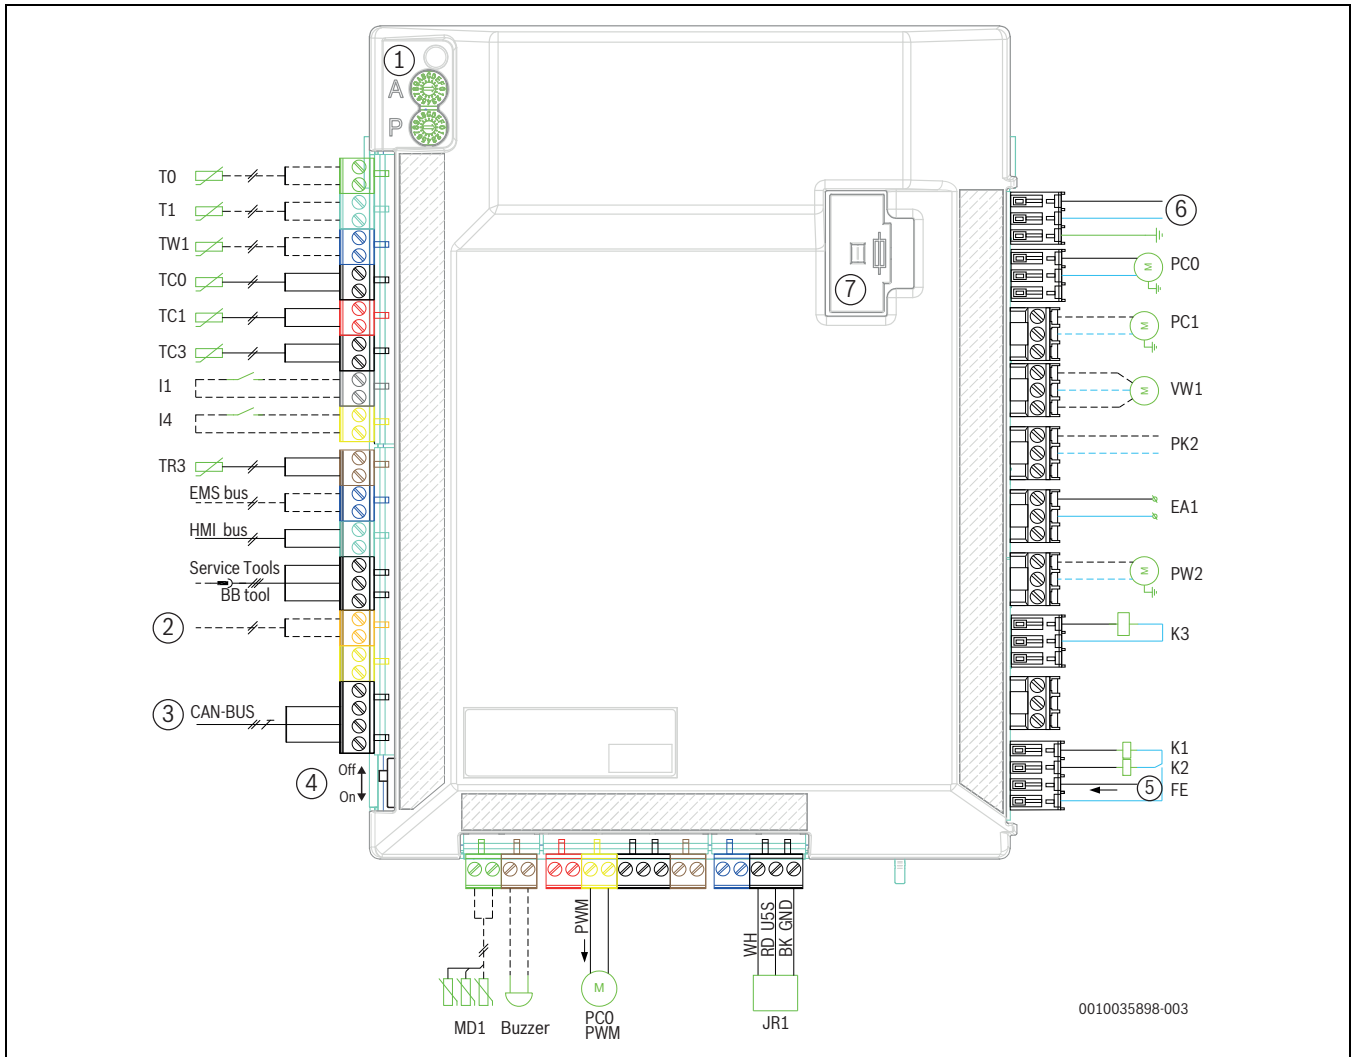 1
A
P
T0
T1
TW1
TC0
TC1
TC3
I1
I4
TR3
EMS bus
HMI bus
Service Tools
BB tool
2
3 CAN-BUS
4 Off
On
7
6
M PC0
M PC1
M VW1
PK2
EA1
M PW2
K3
K1
K2
5 FE
PWM
WH
RD U5S
BK GND
M
MD1
Buzzer
PC0
PWM
JR1
0010035898-003